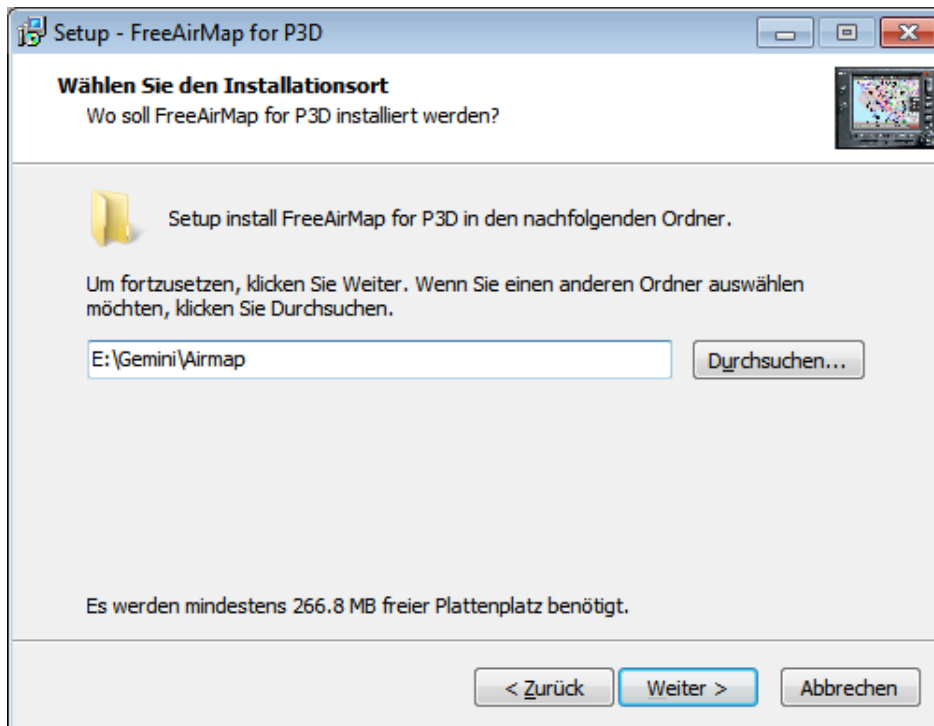 Setup - FreeAirMap for P3D
Wählen Sie den Installationsort
Wo soll FreeAirMap for P3D installiert werden?
Setup install FreeAirMap for P3D in den nachfolgenden Ordner.
Um fortzusetzen, klicken Sie Weiter. Wenn Sie einen anderen Ordner auswählen
möchten, klicken Sie Durchsuchen.
E:\Gemini\Airmap
Durchsuchen...
Es werden mindestens 266.8 MB freier Plattenplatz benötigt.
< Zurück
Weiter >
Abbrechen